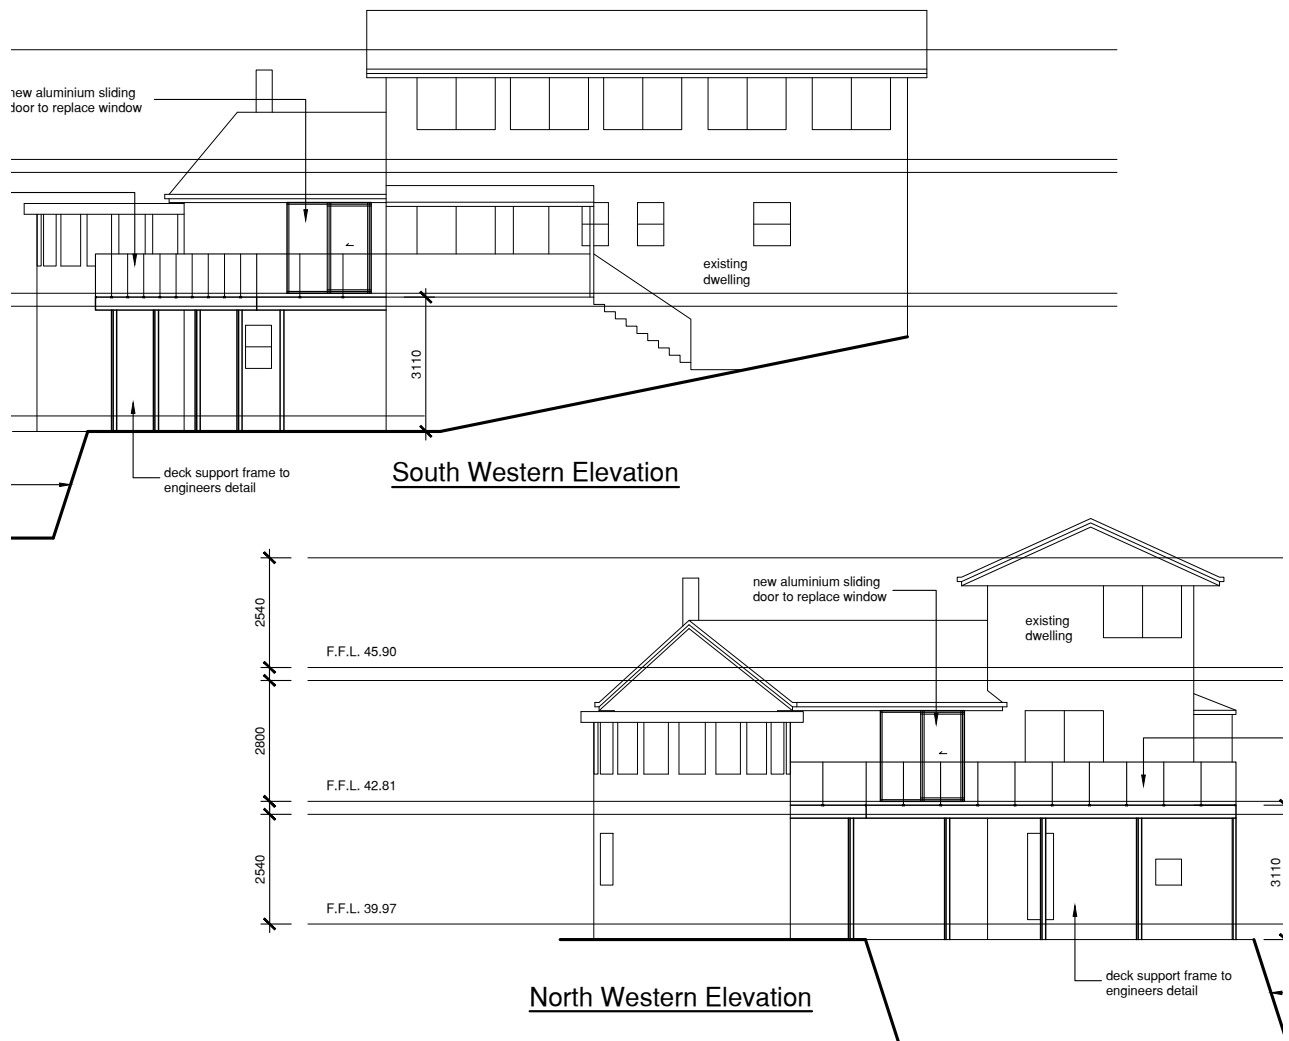 new aluminium sliding
door to replace window
existing
dwelling
3110
deck support frame to
engineers detail
South Western Elevation
new aluminium sliding
door to replace window
existing
dwelling
2540
F.F.L. 45.90
2800
F.F.L. 42.81
2540
3110
F.F.L. 39.97
deck support frame to
engineers detail
North Western Elevation